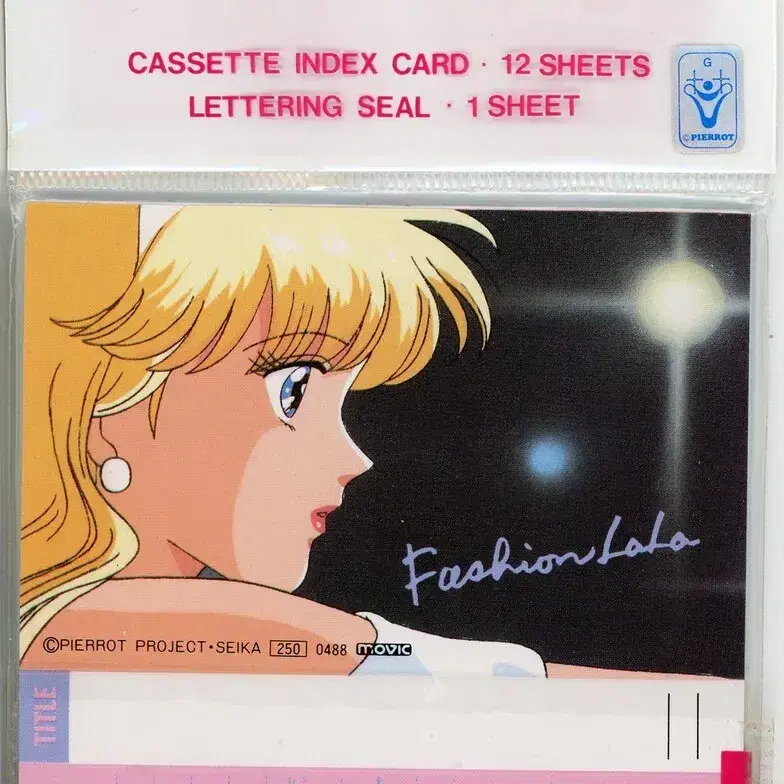 CASSETTE INDEX CARD · 12 SHEETS
LETTERING SEAL · 1 SHEET
G
©PIERROT
Fashion LaLa
©PIERROT PROJECT・SEIKA 250 0488 movic
TITLE